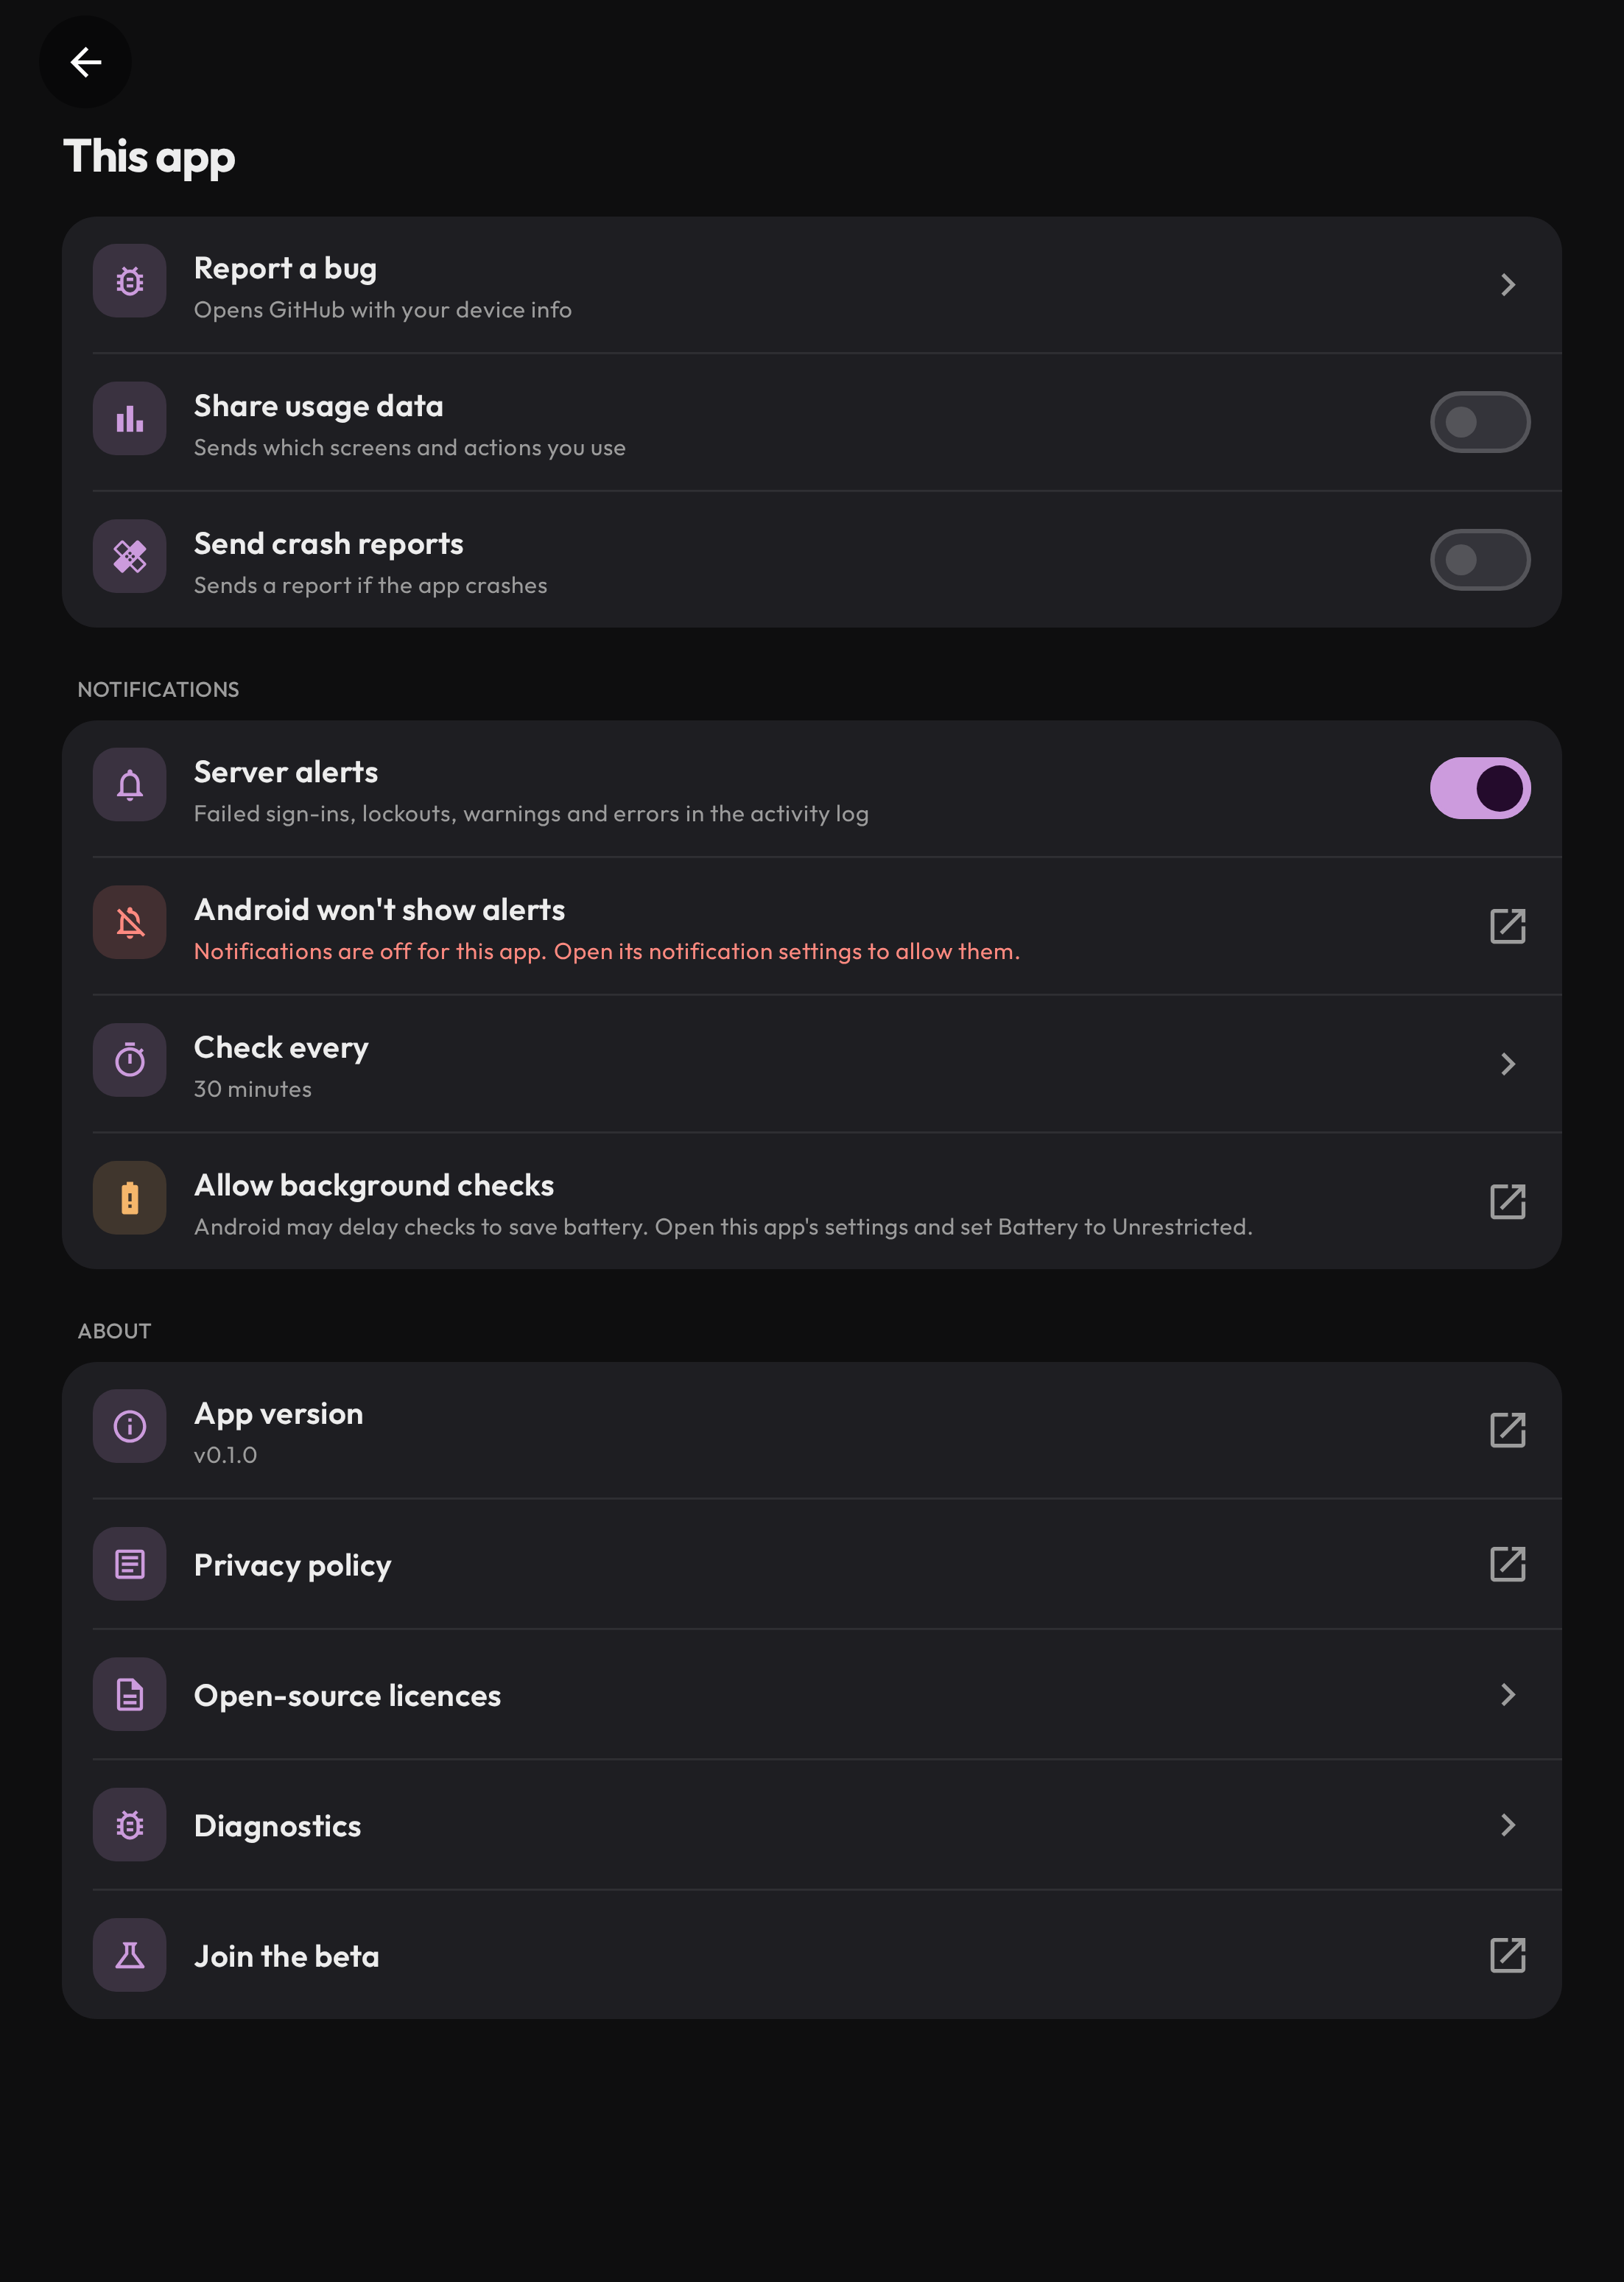 This app
Report a bug
Opens GitHub with your device info
Share usage data
Sends which screens and actions you use
Send crash reports
Sends a report if the app crashes
NOTIFICATIONS
Server alerts
Failed sign-ins, lockouts, warnings and errors in the activity log
Android won't show alerts
Notifications are off for this app. Open its notification settings to allow them.
Check every
30 minutes
Allow background checks
Android may delay checks to save battery. Open this app's settings and set Battery to Unrestricted.
ABOUT
App version
v0.1.0
Privacy policy
Open-source licences
Diagnostics
Join the beta